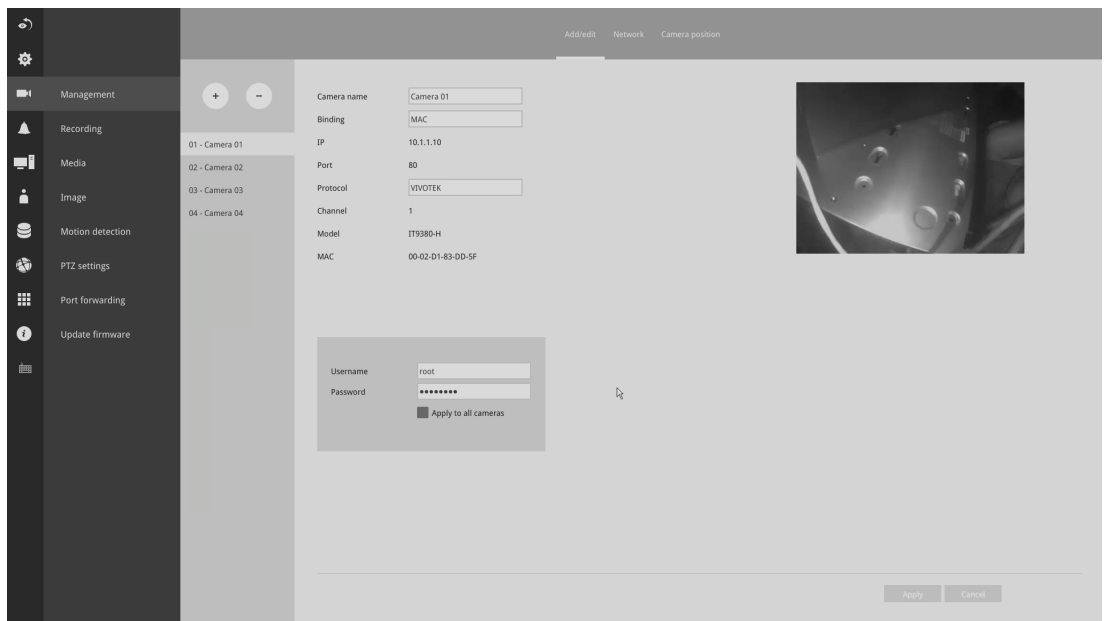 Add/edit Network Camera position
Management
Recording
Media
Image
Motion detection
PTZ settings
Port forwarding
Update firmware
+ −
01 - Camera 01
02 - Camera 02
03 - Camera 03
04 - Camera 04
Camera name Camera 01
Binding MAC
IP 10.1.1.10
Port 80
Protocol VIVOTEK
Channel 1
Model IT9380-H
MAC 00-02-D1-83-DD-5F
Username root
Password ••••••••
Apply to all cameras
Apply Cancel